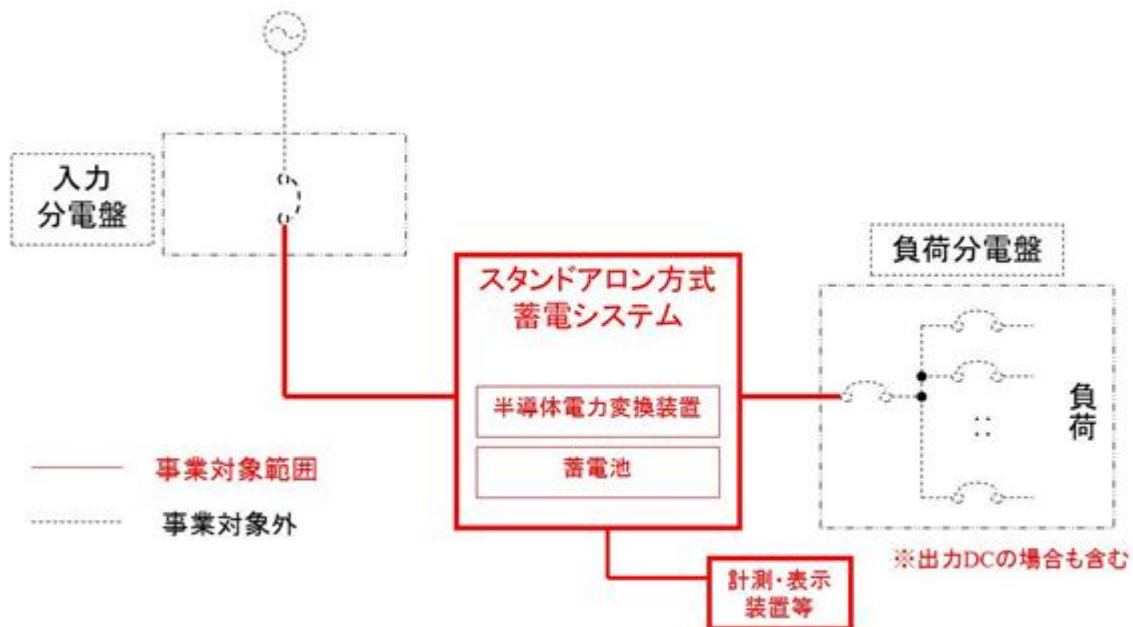 入力
分電盤
スタンドアロン方式
蓄電システム
半導体電力変換装置
蓄電池
負荷分電盤
負荷
※出力DCの場合も含む
計測・表示
装置等
事業対象範囲
事業対象外